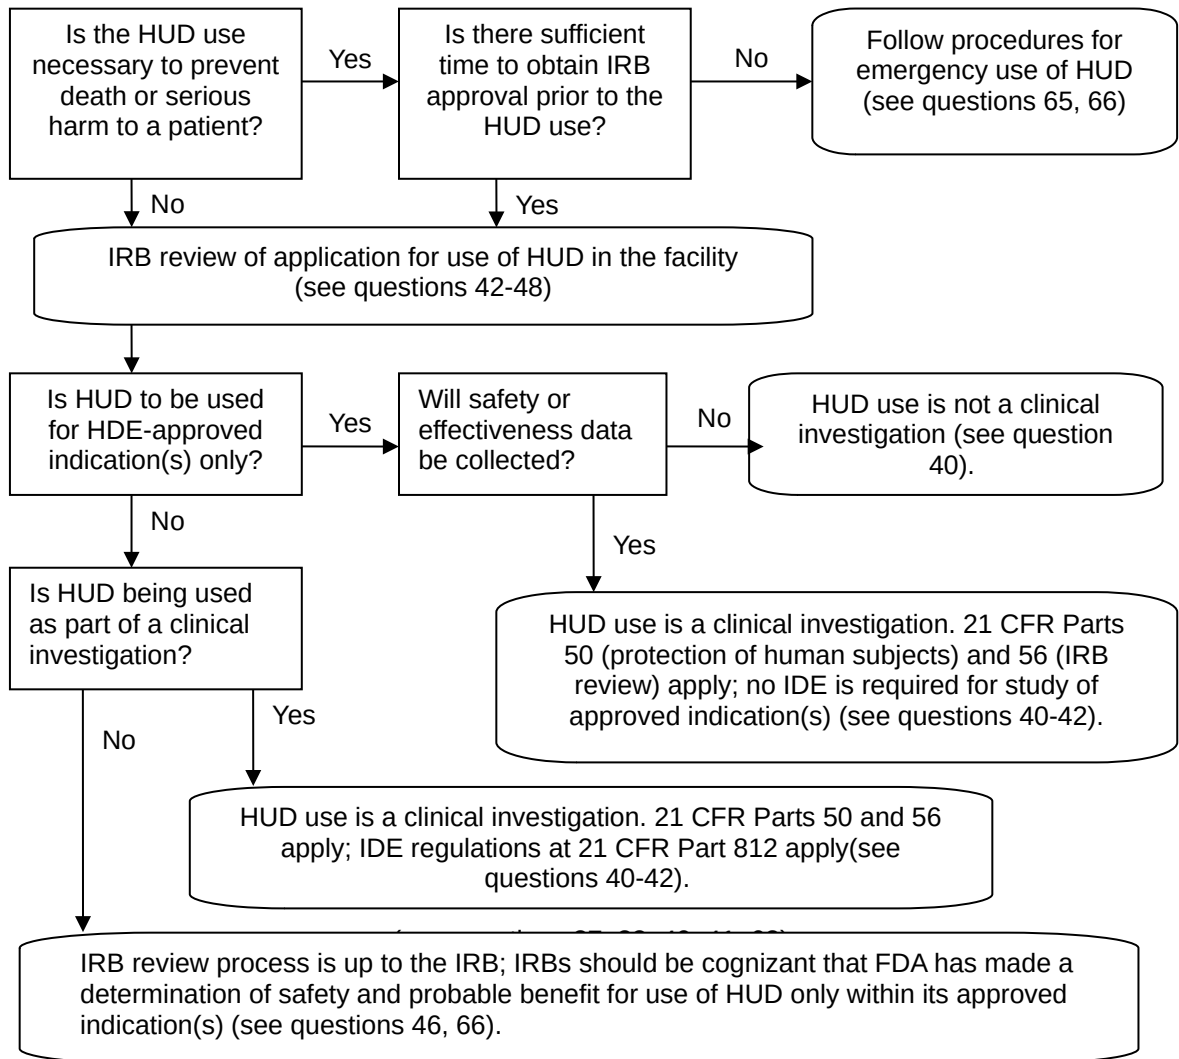 Is the HUD use
necessary to prevent
death or serious
harm to a patient?
Yes
Is there sufficient
time to obtain IRB
approval prior to the
HUD use?
No
Follow procedures for
emergency use of HUD
(see questions 65, 66)
No
Yes
IRB review of application for use of HUD in the facility
(see questions 42-48)
Is HUD to be used
for HDE-approved
indication(s) only?
Yes
Will safety or
effectiveness data
be collected?
No
HUD use is not a clinical
investigation (see question
40).
No
Yes
Is HUD being used
as part of a clinical
investigation?
HUD use is a clinical investigation. 21 CFR Parts
50 (protection of human subjects) and 56 (IRB
review) apply; no IDE is required for study of
approved indication(s) (see questions 40-42).
Yes
No
HUD use is a clinical investigation. 21 CFR Parts 50 and 56
apply; IDE regulations at 21 CFR Part 812 apply(see
questions 40-42).
IRB review process is up to the IRB; IRBs should be cognizant that FDA has made a
determination of safety and probable benefit for use of HUD only within its approved
indication(s) (see questions 46, 66).